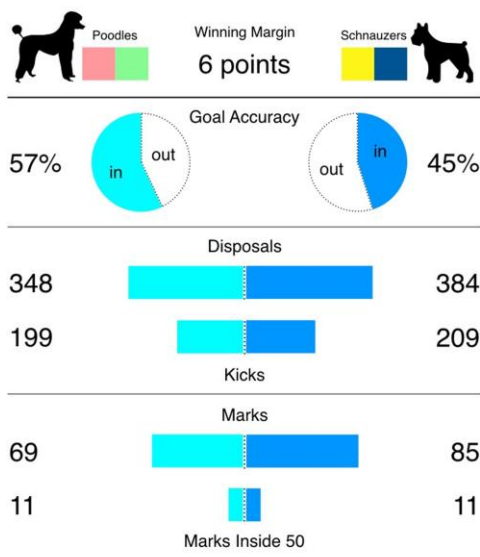 Poodles
Winning Margin
Schnauzers
6 points
Goal Accuracy
57%
in
out
out
in
45%
Disposals
348
384
199
209
Kicks
Marks
69
85
11
11
Marks Inside 50